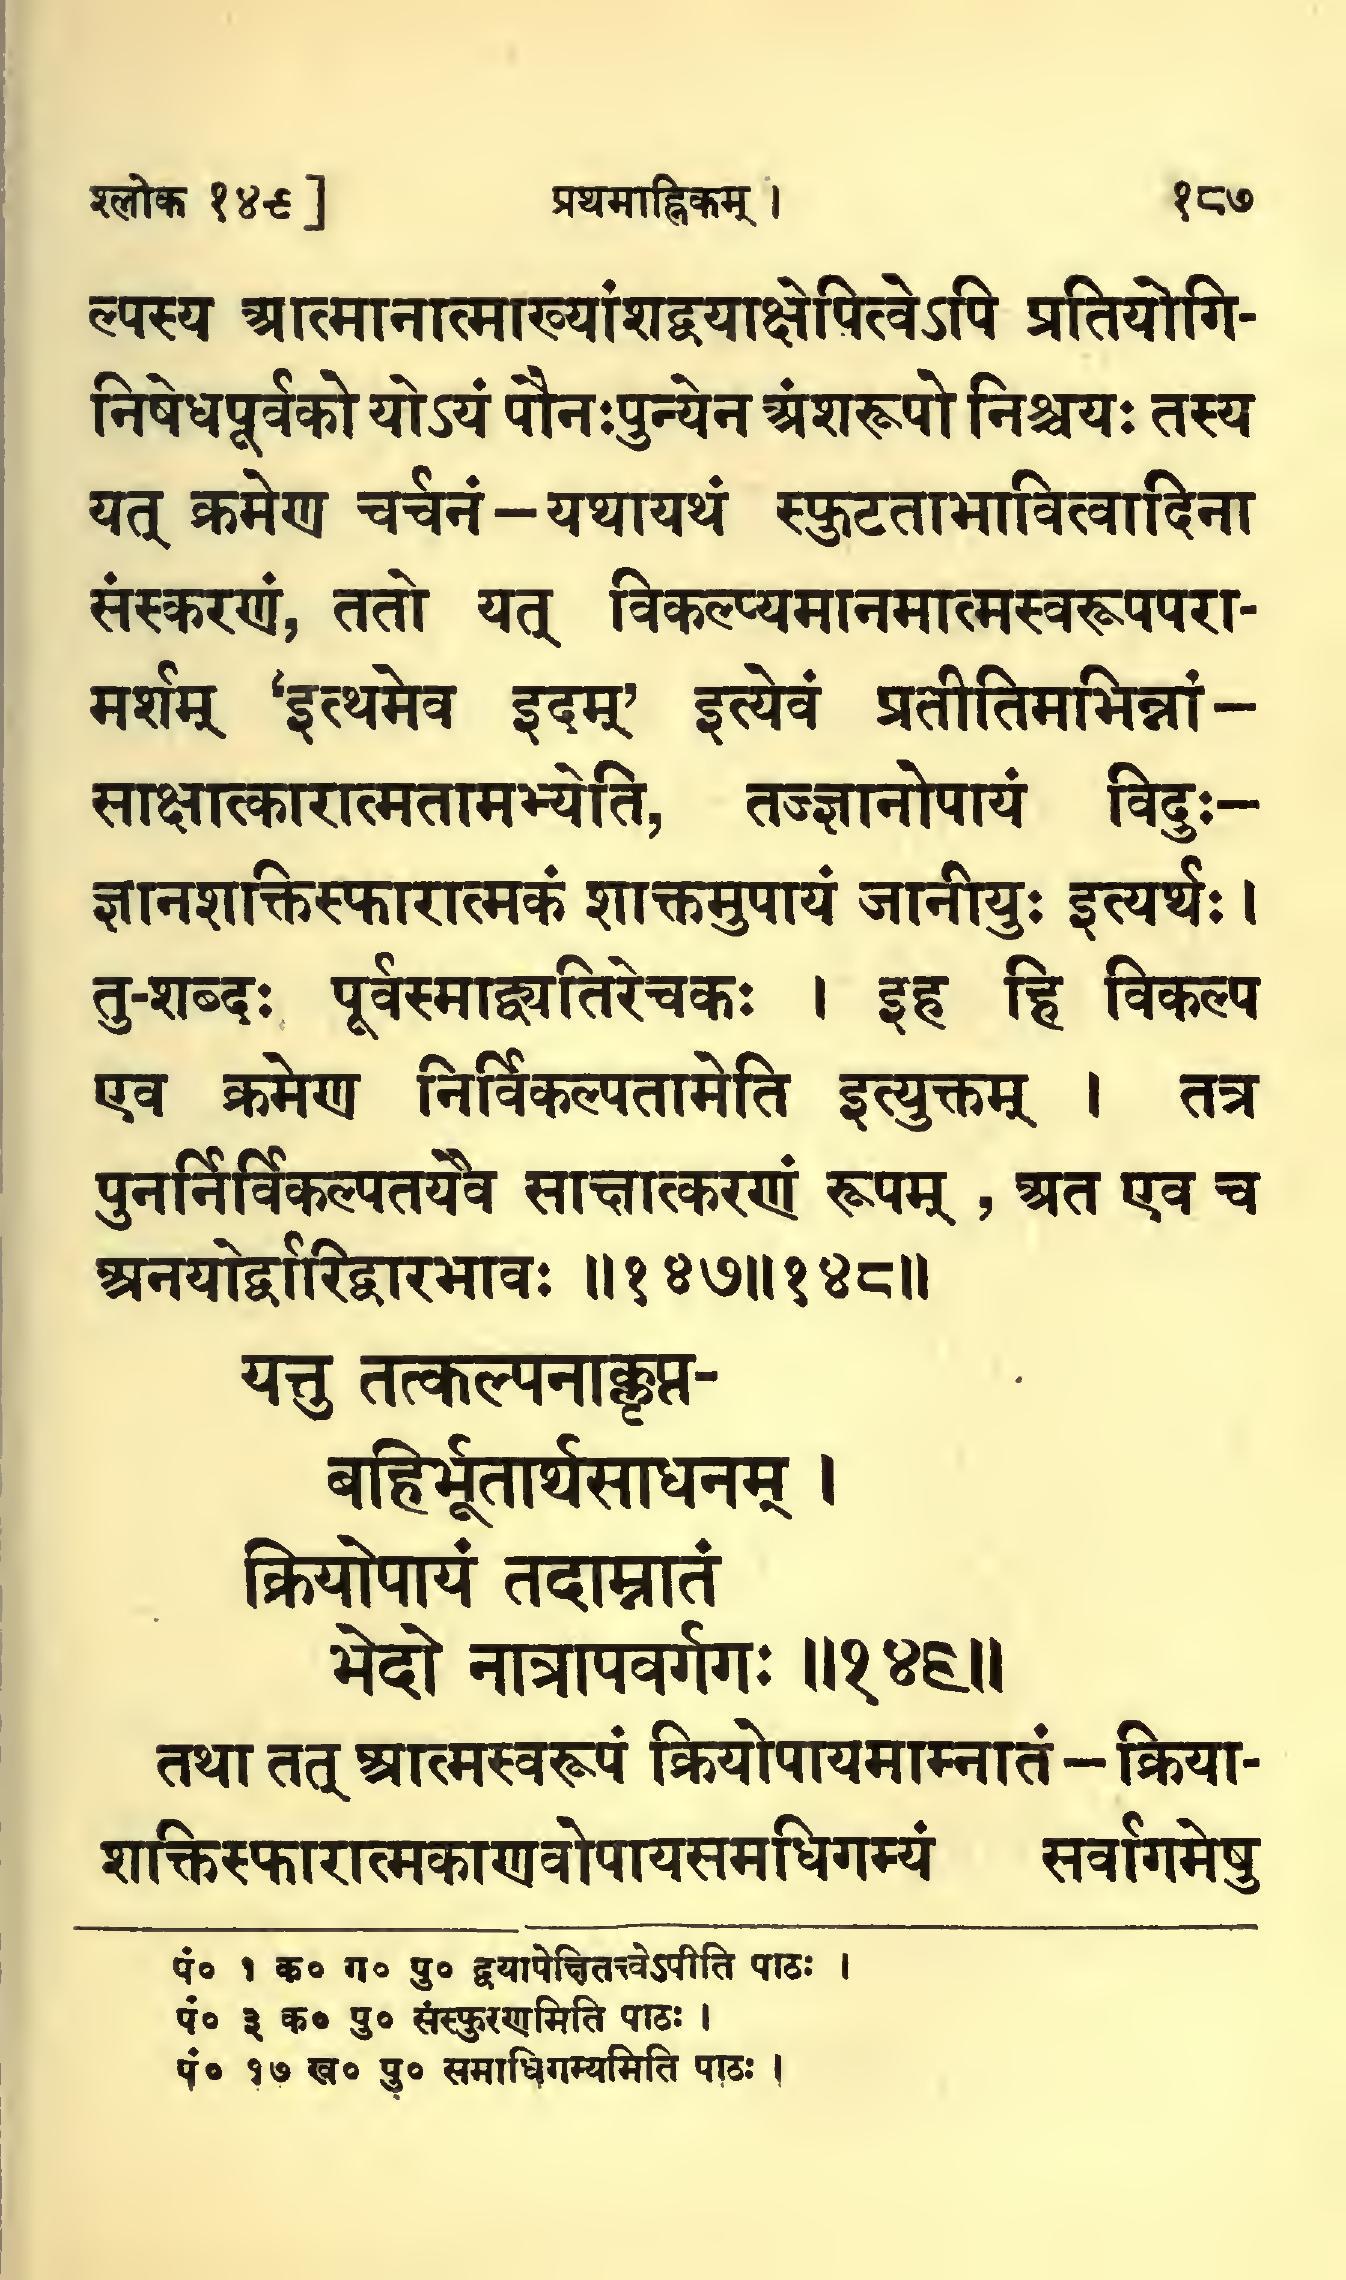 श्लोक १४९]	प्रथमाह्निकम् ।	१८७
ल्पस्य आत्मानात्माख्यांशद्वयाक्षेपित्वेऽपि प्रतियोगि-
निषेधपूर्वको योऽयं पौनःपुन्येन अंशरूपो निश्चयः तस्य
यत् क्रमेण चर्चनं—यथायथं स्फुटताभावित्वादिना
संस्करणं, ततो यत् विकल्प्यमानमात्मस्वरूपपरा-
मर्शम् ‘इत्थमेव इदम्’ इत्येवं प्रतीतिमभिन्नां—
साक्षात्कारात्मतामभ्येति, तज्ज्ञानोपायं विदुः—
ज्ञानशक्तिस्फारात्मकं शाक्तमुपायं जानीयुः इत्यर्थः ।
तु-शब्दः पूर्वस्माद्व्यतिरेचकः । इह हि विकल्प
एव क्रमेण निर्विकल्पतामेति इत्युक्तम् । तत्र
पुनर्निर्विकल्पतयैव साक्षात्करणं रूपम् , अत एव च
अनयोर्द्वारिद्वारभावः ॥१४७॥१४८॥
यत्तु तत्कल्पनाक्लृप्त-
बहिर्भूतार्थसाधनम् ।
क्रियोपायं तदाम्नातं
भेदो नात्रापवर्गगः ॥१४९॥
तथा तत् आत्मस्वरूपं क्रियोपायमाम्नातं—क्रिया-
शक्तिस्फारात्मकाणवोपायसमधिगम्यं सर्वागमेषु
पं० १ क० ग० पु० द्वयापेक्षितत्त्वेऽपीति पाठः ।
पं० ३ क० पु० संस्फुरणमिति पाठः ।
पं० १७ ख० पु० समाधिगम्यमिति पाठः ।